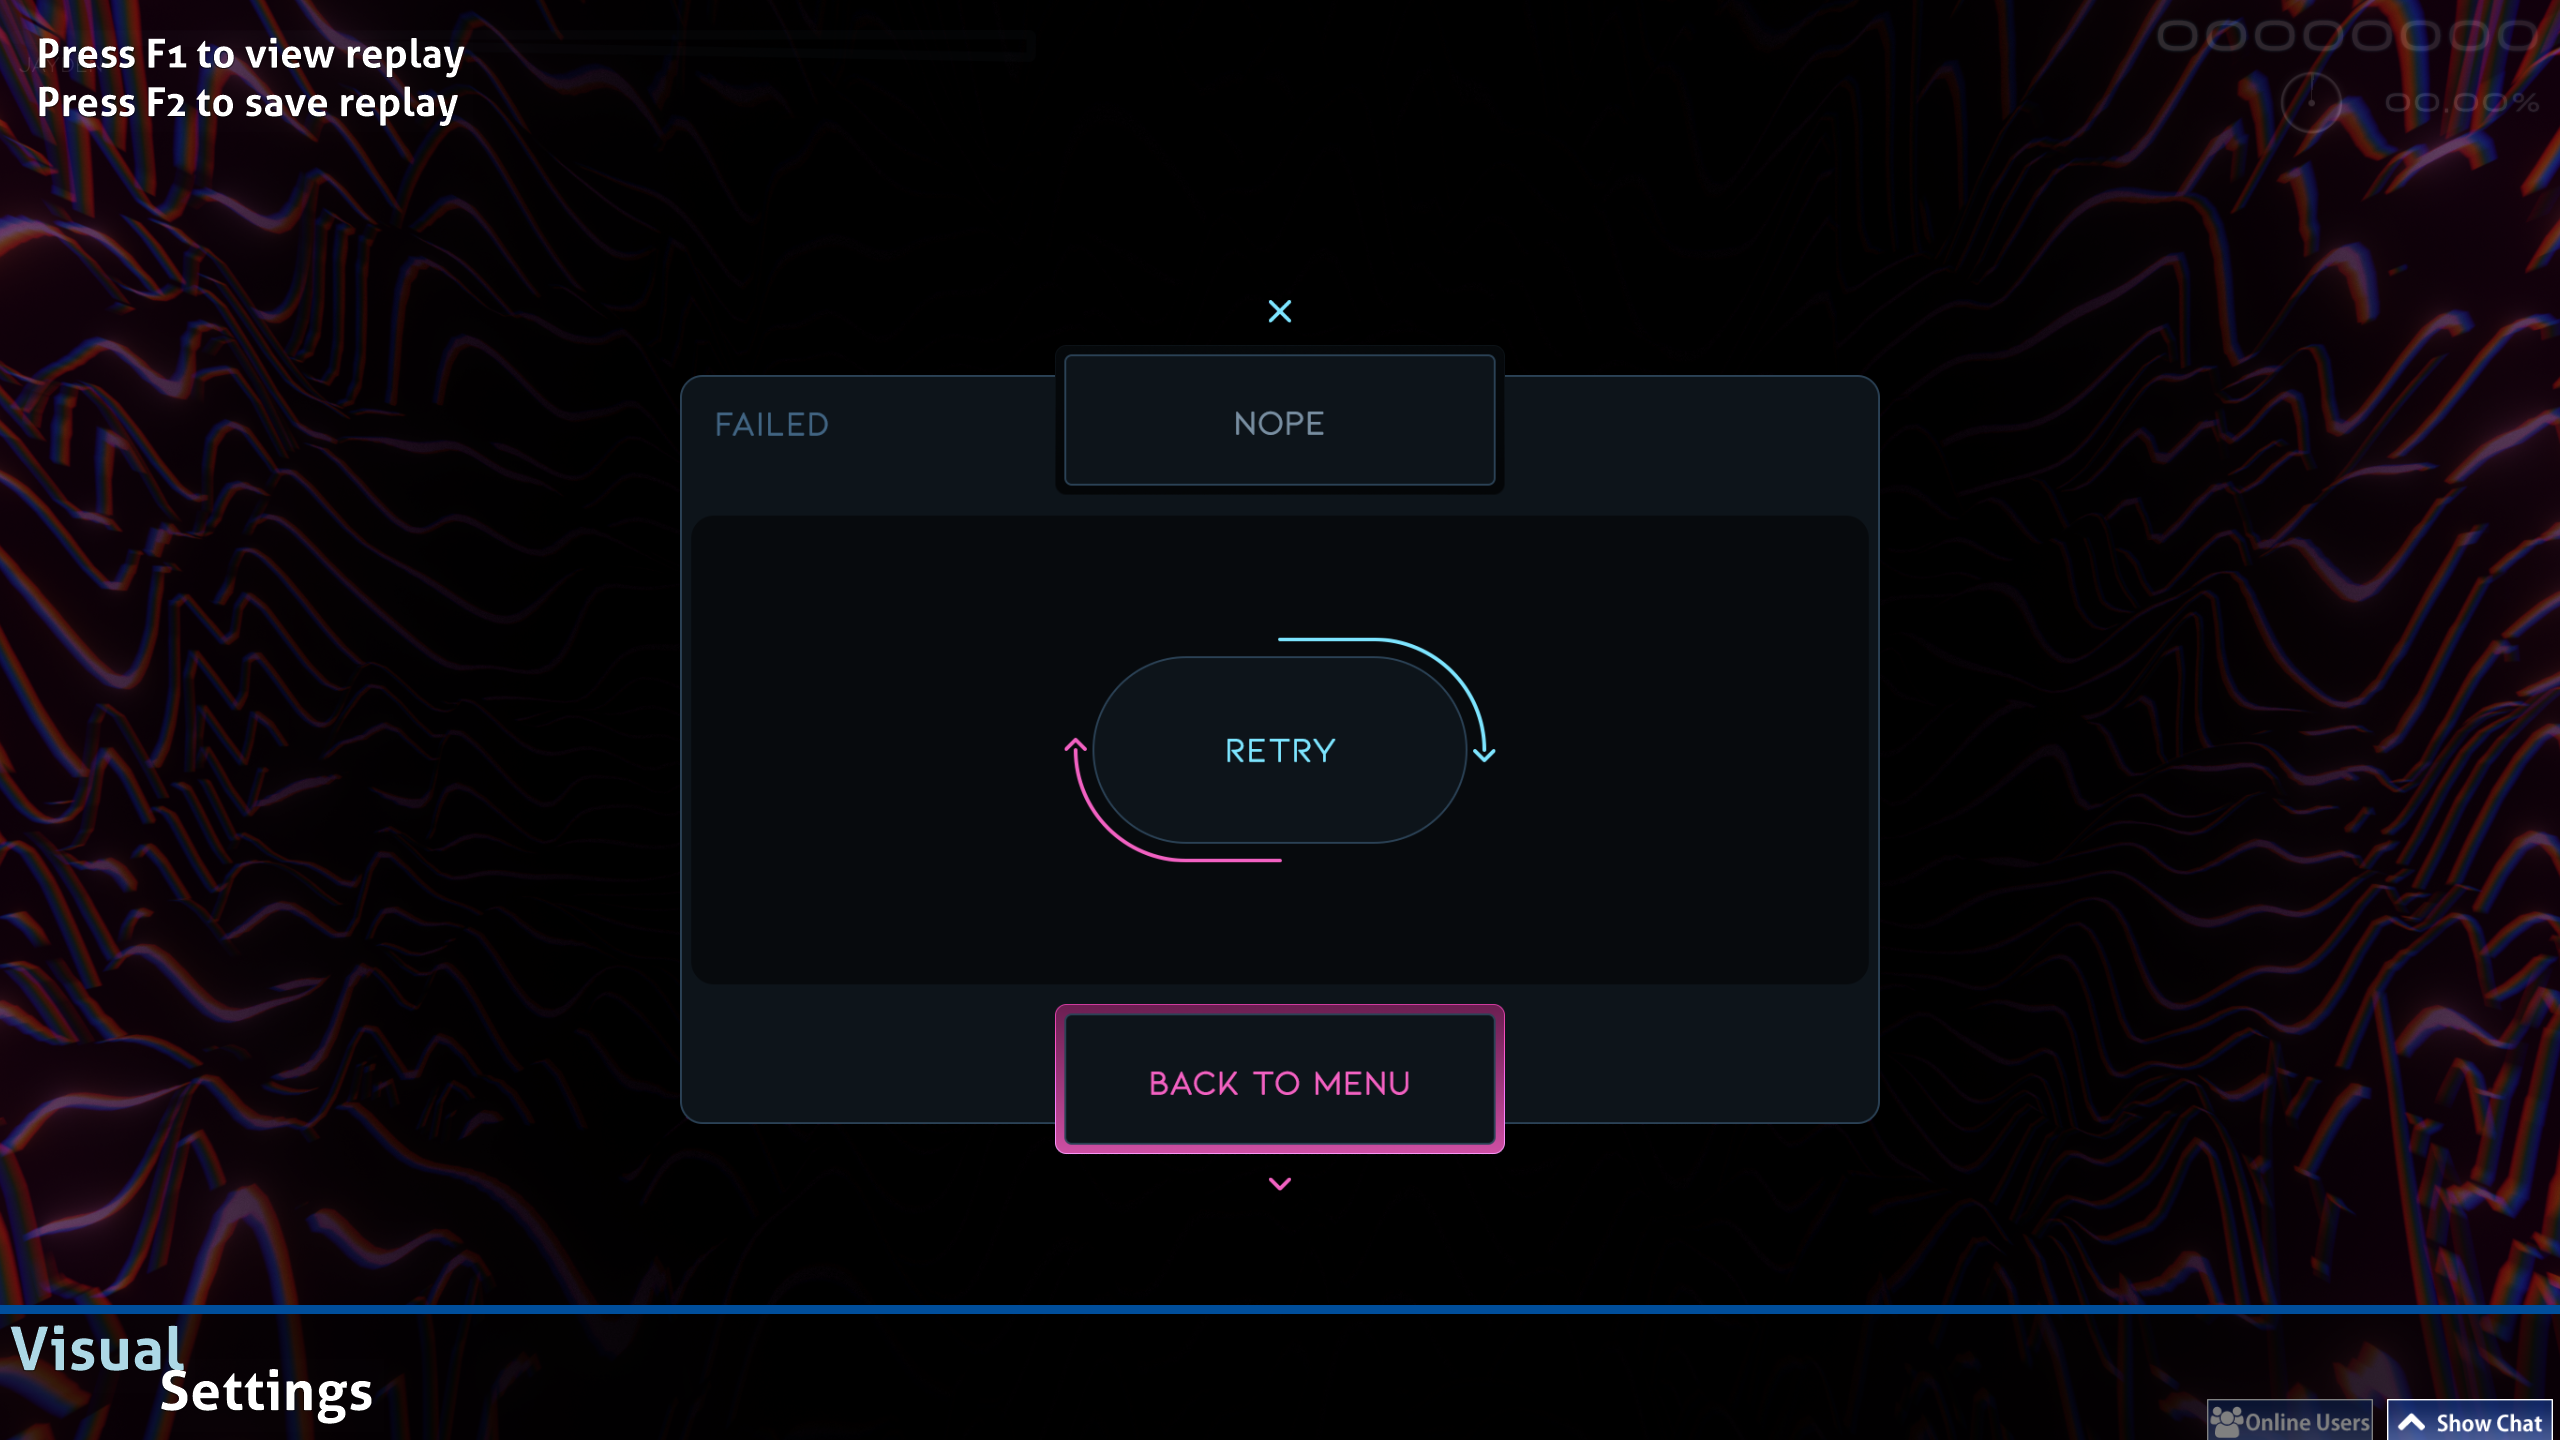 Press F1 to view replay
Press F2 to save replay
00000000
00.00%
NOPE
FAILED
RETRY
BACK TO MENU
Visual
Settings
Online Users
Show Chat